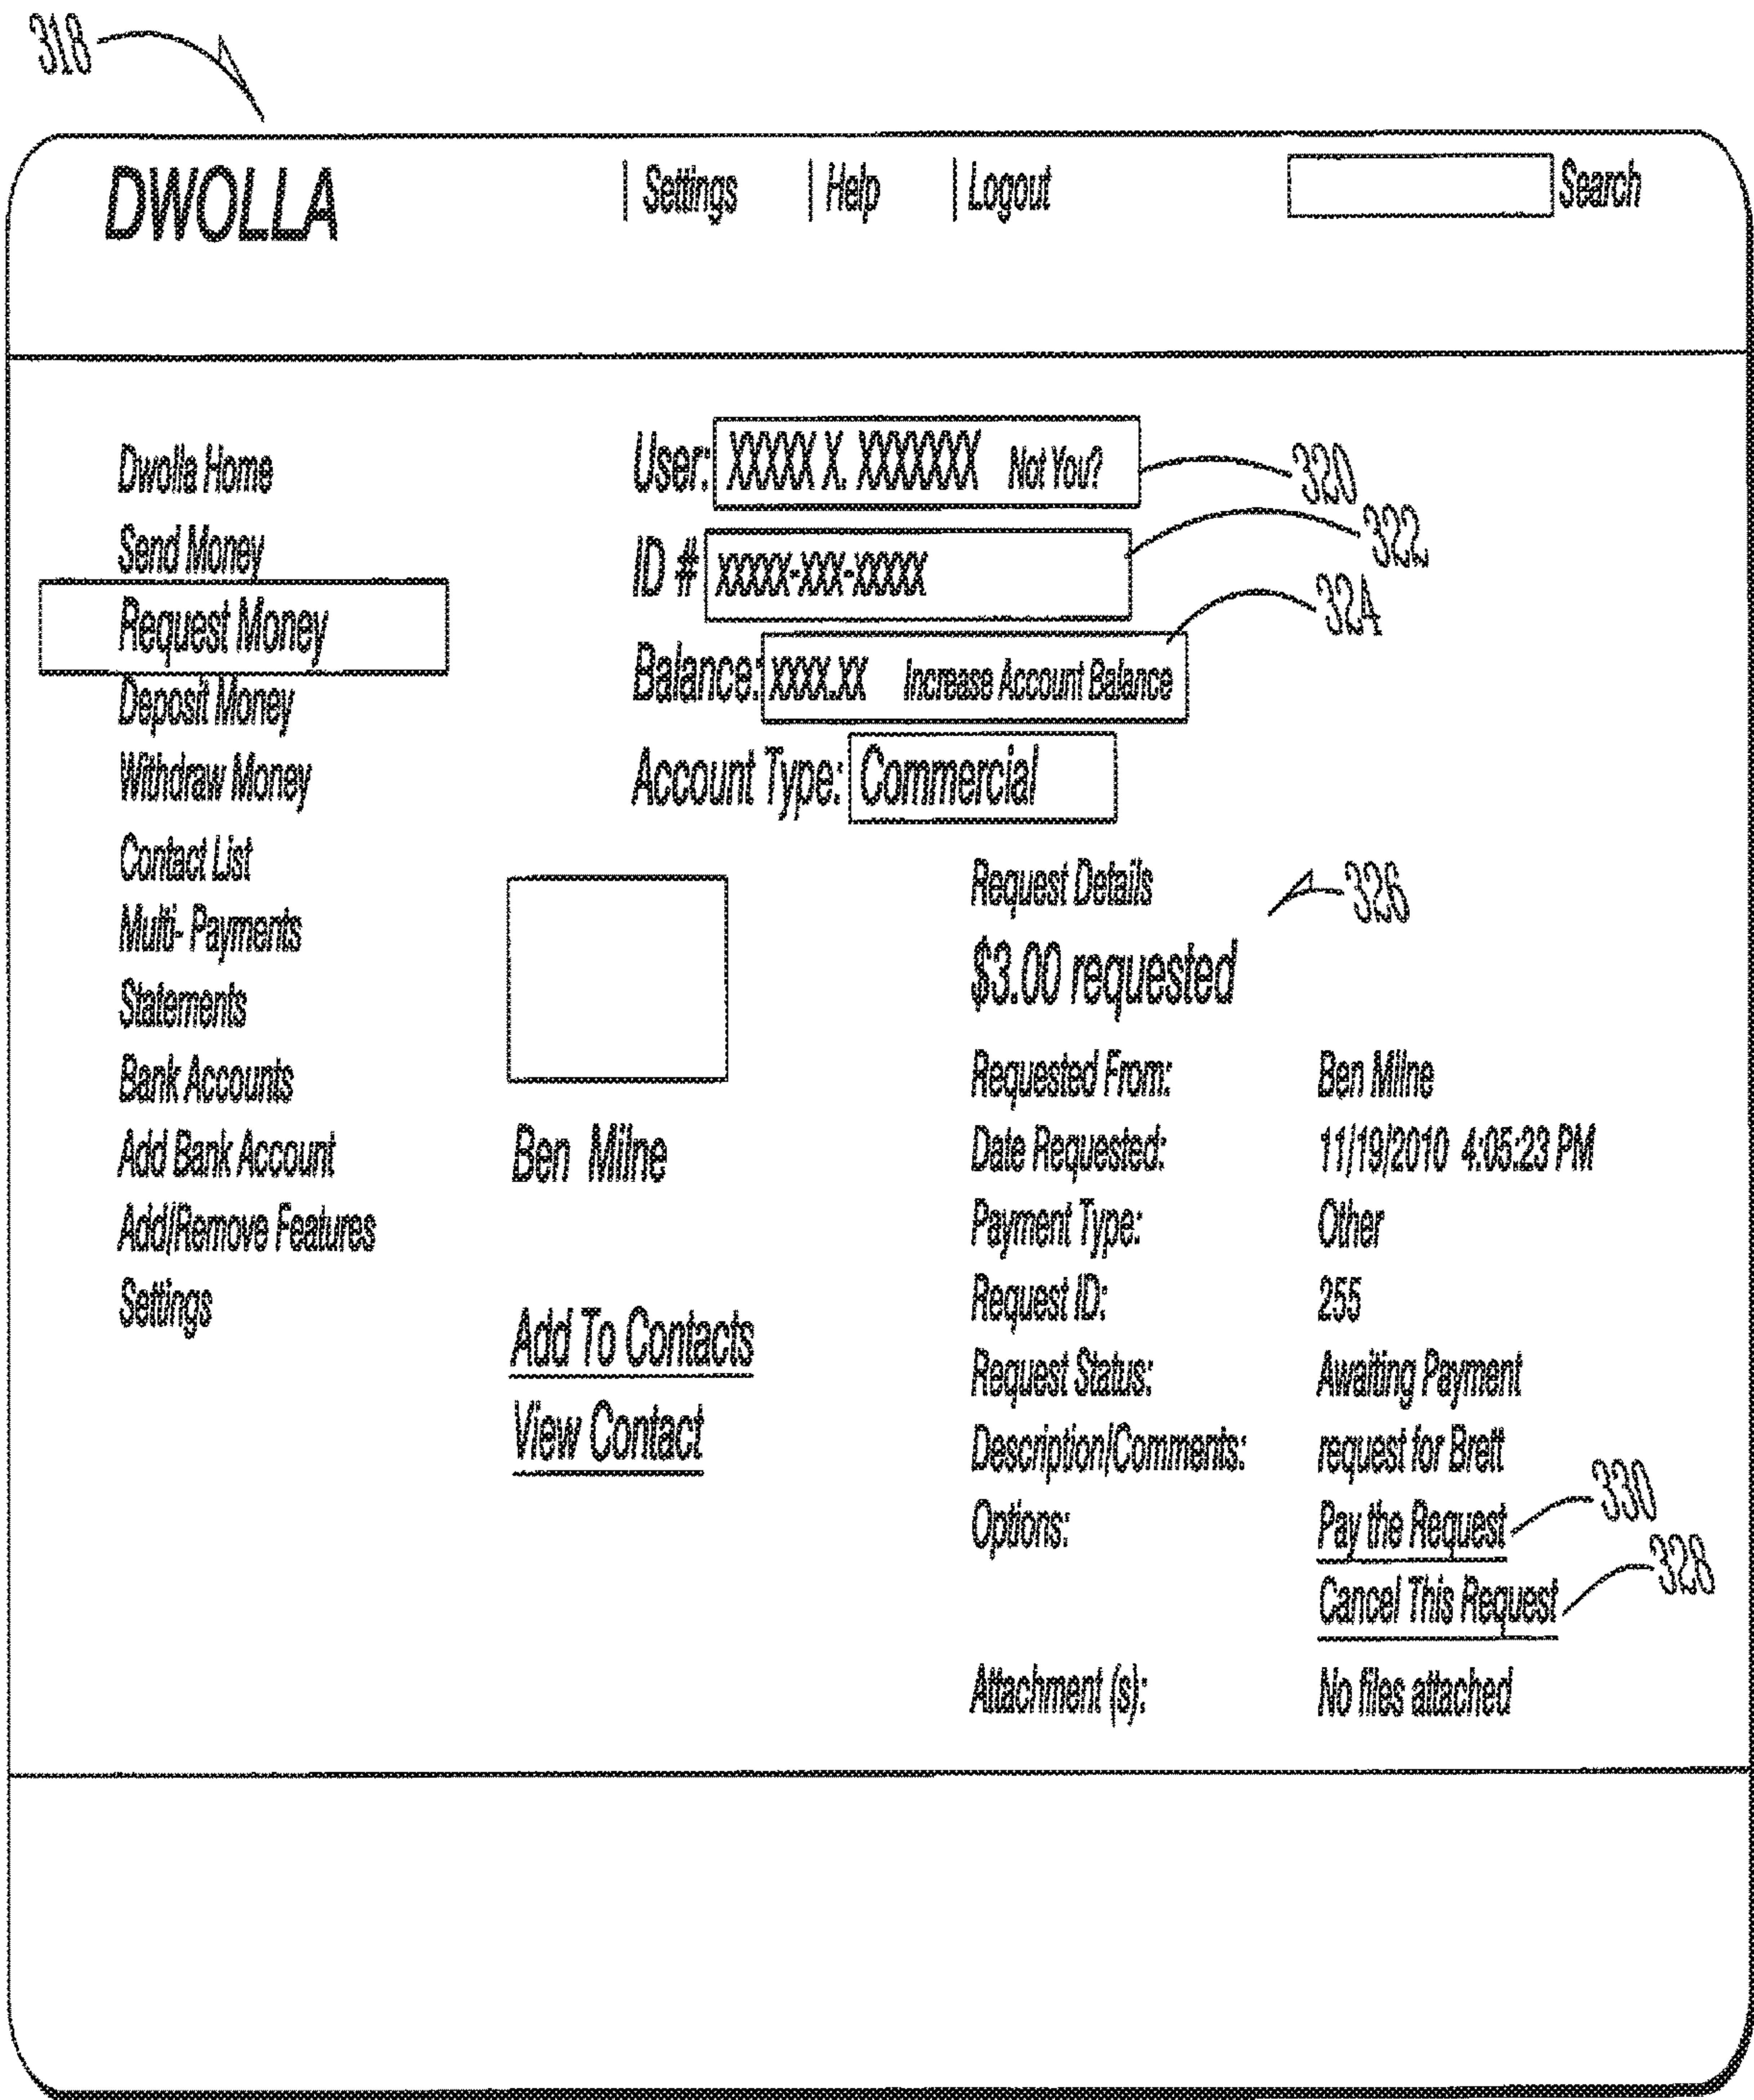 318
DWOLLA | Settings | Help | Logout Search
Dwolla Home
Send Money
Request Money
Deposit Money
Withdraw Money
Contact List
Multi- Payments
Statements
Bank Accounts
Add Bank Account
Add/Remove Features
Settings
User: XXXXX X. XXXXXXX Not You? 320
ID # xxxxx-xxx-xxxxx 322
Balance: xxxx.xx Increase Account Balance 324
Account Type: Commercial
Ben Milne
Add To Contacts
View Contact
Request Details 326
$3.00 requested
Requested From: Ben Milne
Date Requested: 11/19/2010 4:05:23 PM
Payment Type: Other
Request ID: 255
Request Status: Awaiting Payment
Description/Comments: request for Brett
Options: Pay the Request 330
Cancel This Request 328
Attachment (s): No files attached